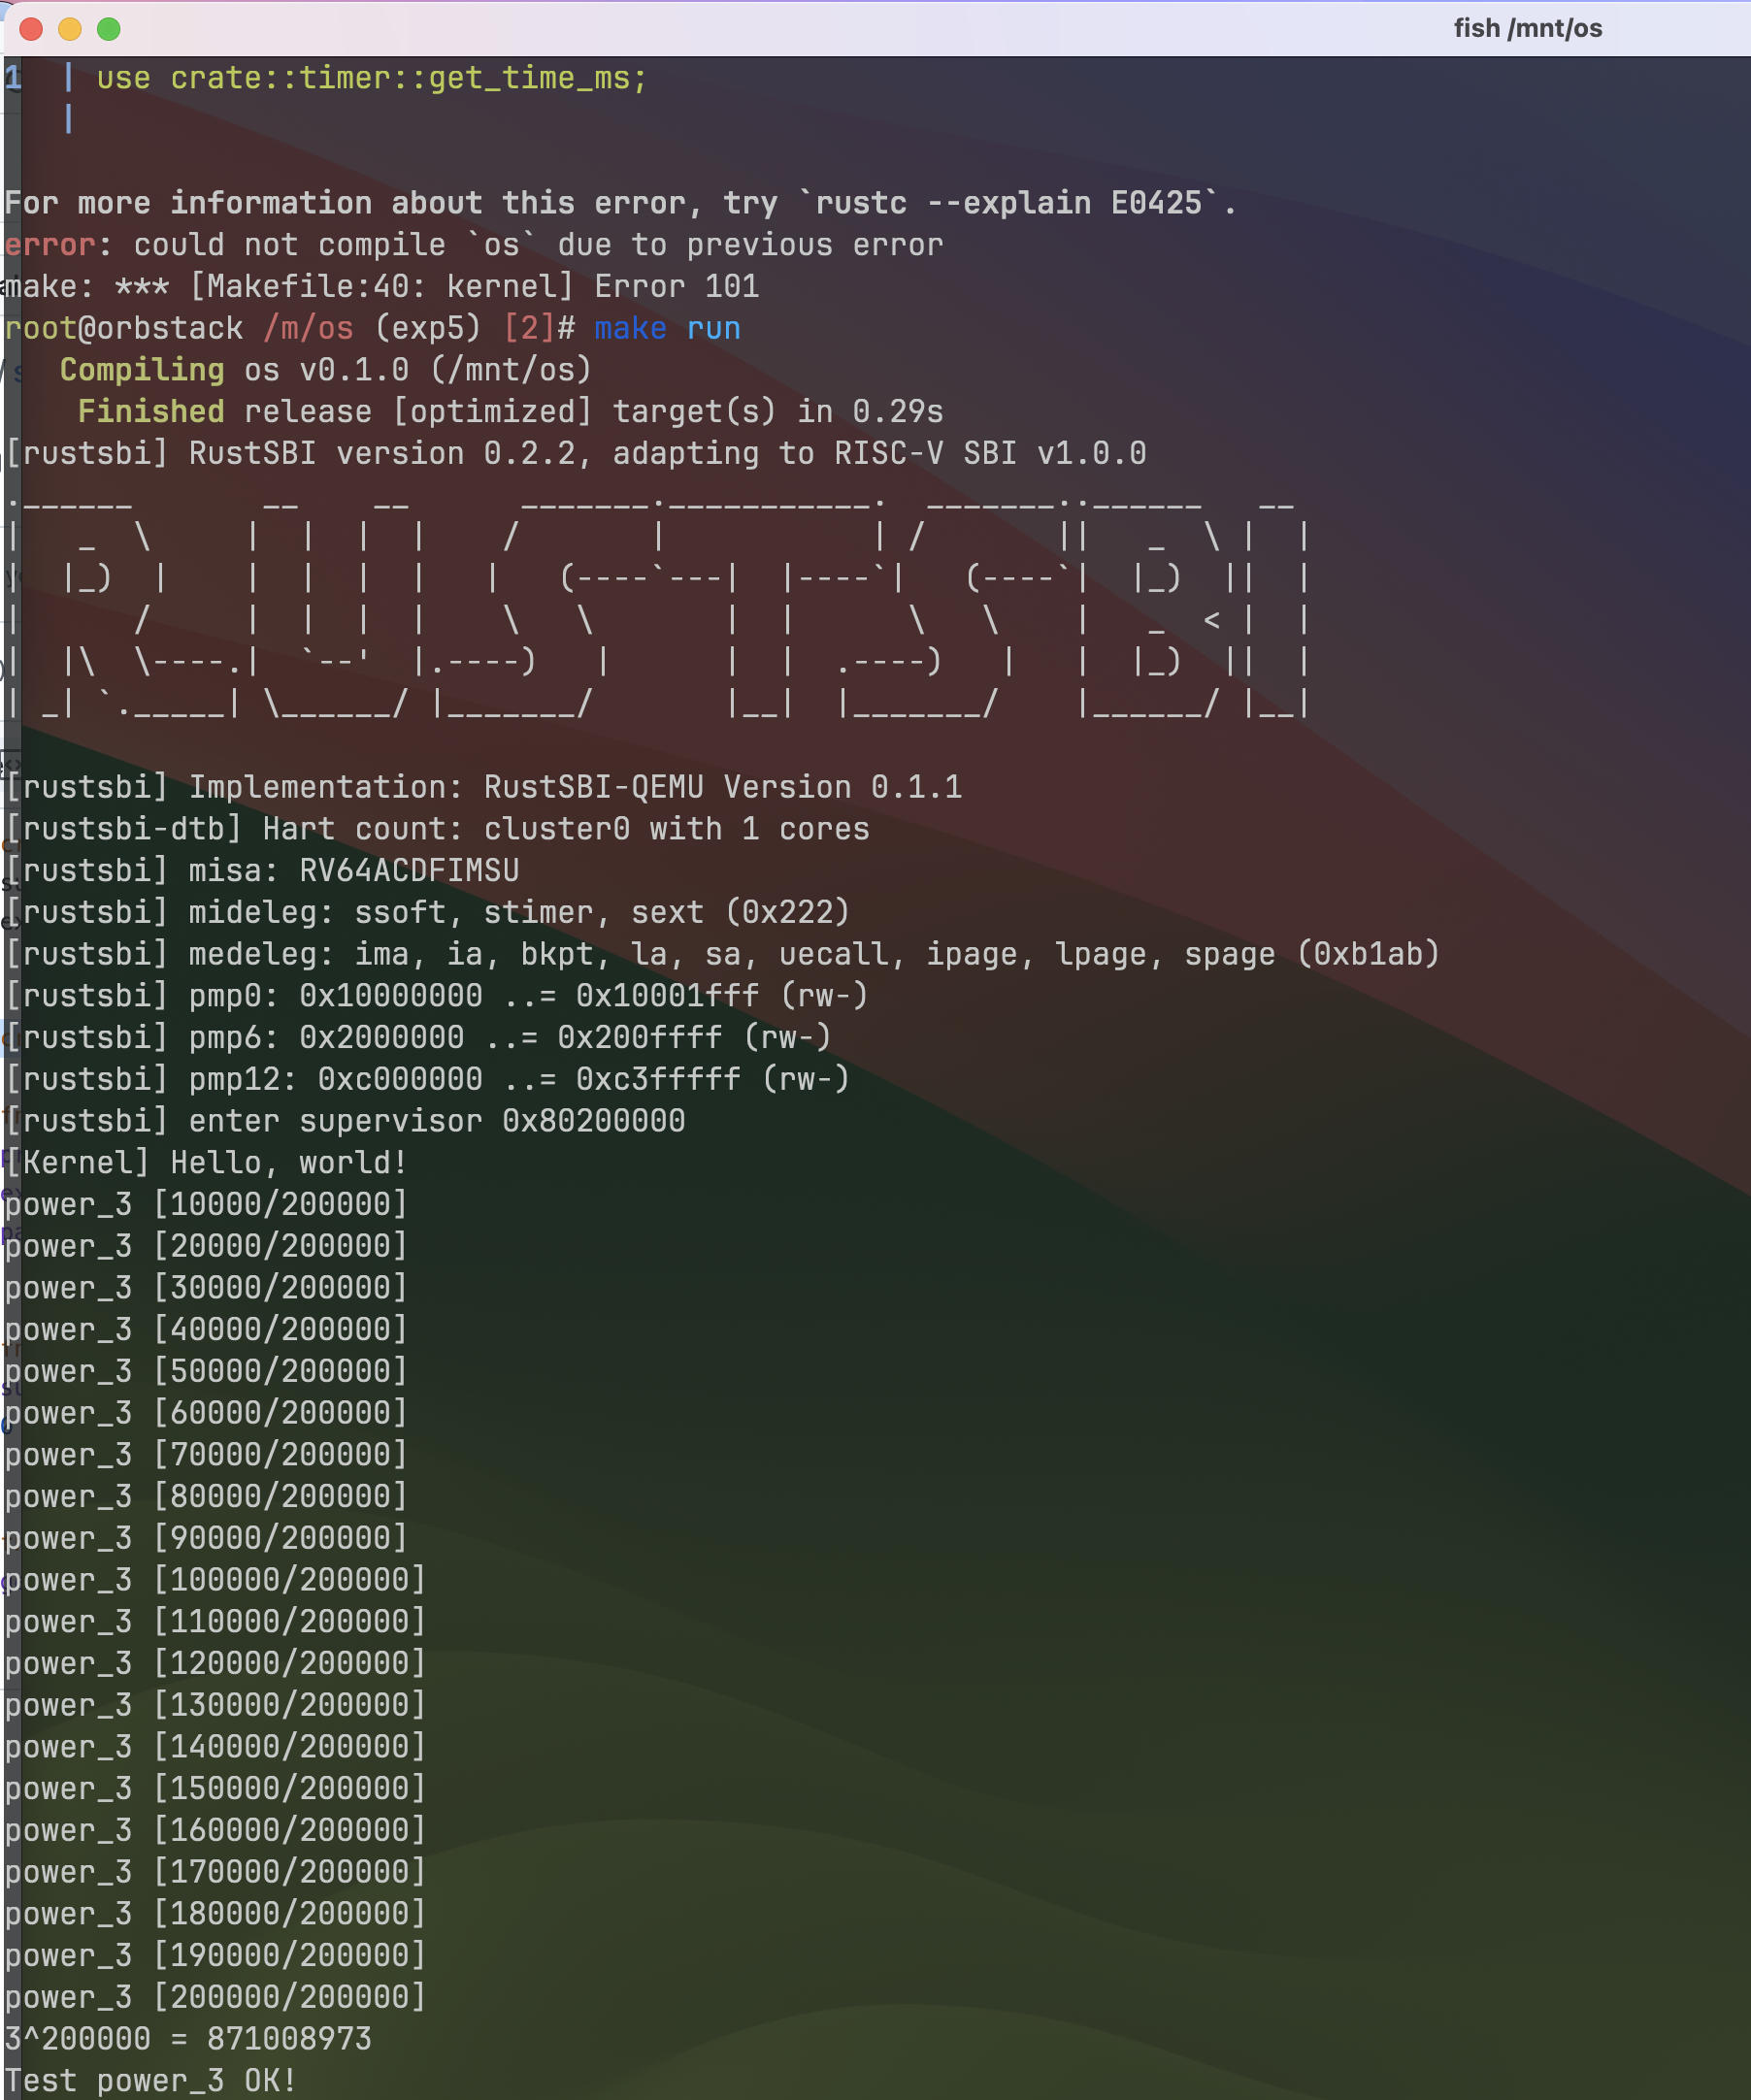 fish /mnt/os
1  | use crate::timer::get_time_ms;
   |
For more information about this error, try `rustc --explain E0425`.
error: could not compile `os` due to previous error
make: *** [Makefile:40: kernel] Error 101
root@orbstack /m/os (exp5) [2]# make run
   Compiling os v0.1.0 (/mnt/os)
    Finished release [optimized] target(s) in 0.29s
[rustsbi] RustSBI version 0.2.2, adapting to RISC-V SBI v1.0.0
.______       __    __      _______.___________.  _______..______   __
|   _  \     |  |  |  |    /       |           | /       ||   _  \ |  |
|  |_)  |    |  |  |  |   |   (----`---|  |----`|   (----`|  |_)  ||  |
|      /     |  |  |  |    \   \       |  |      \   \    |   _  < |  |
|  |\  \----.|  `--'  |.----)   |      |  |  .----)   |   |  |_)  ||  |
| _| `._____| \______/ |_______/       |__|  |_______/    |______/ |__|
[rustsbi] Implementation: RustSBI-QEMU Version 0.1.1
[rustsbi-dtb] Hart count: cluster0 with 1 cores
[rustsbi] misa: RV64ACDFIMSU
[rustsbi] mideleg: ssoft, stimer, sext (0x222)
[rustsbi] medeleg: ima, ia, bkpt, la, sa, uecall, ipage, lpage, spage (0xb1ab)
[rustsbi] pmp0: 0x10000000 ..= 0x10001fff (rw-)
[rustsbi] pmp6: 0x2000000 ..= 0x200ffff (rw-)
[rustsbi] pmp12: 0xc000000 ..= 0xc3fffff (rw-)
[rustsbi] enter supervisor 0x80200000
[Kernel] Hello, world!
power_3 [10000/200000]
power_3 [20000/200000]
power_3 [30000/200000]
power_3 [40000/200000]
power_3 [50000/200000]
power_3 [60000/200000]
power_3 [70000/200000]
power_3 [80000/200000]
power_3 [90000/200000]
power_3 [100000/200000]
power_3 [110000/200000]
power_3 [120000/200000]
power_3 [130000/200000]
power_3 [140000/200000]
power_3 [150000/200000]
power_3 [160000/200000]
power_3 [170000/200000]
power_3 [180000/200000]
power_3 [190000/200000]
power_3 [200000/200000]
3^200000 = 871008973
Test power_3 OK!